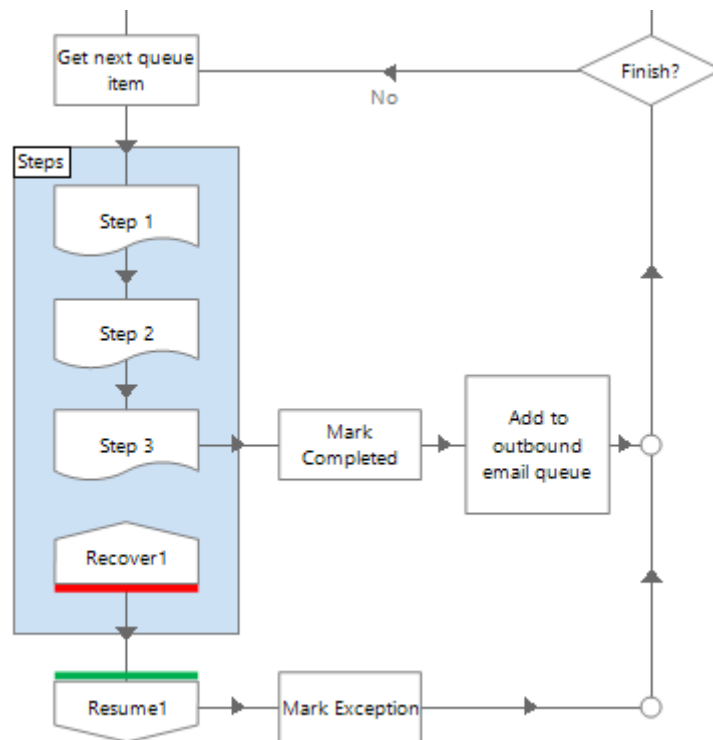 Get next queue
item
Finish?
No
Steps
Step 1
Step 2
Step 3
Mark
Completed
Add to
outbound
email queue
Recover1
Resume1
Mark Exception